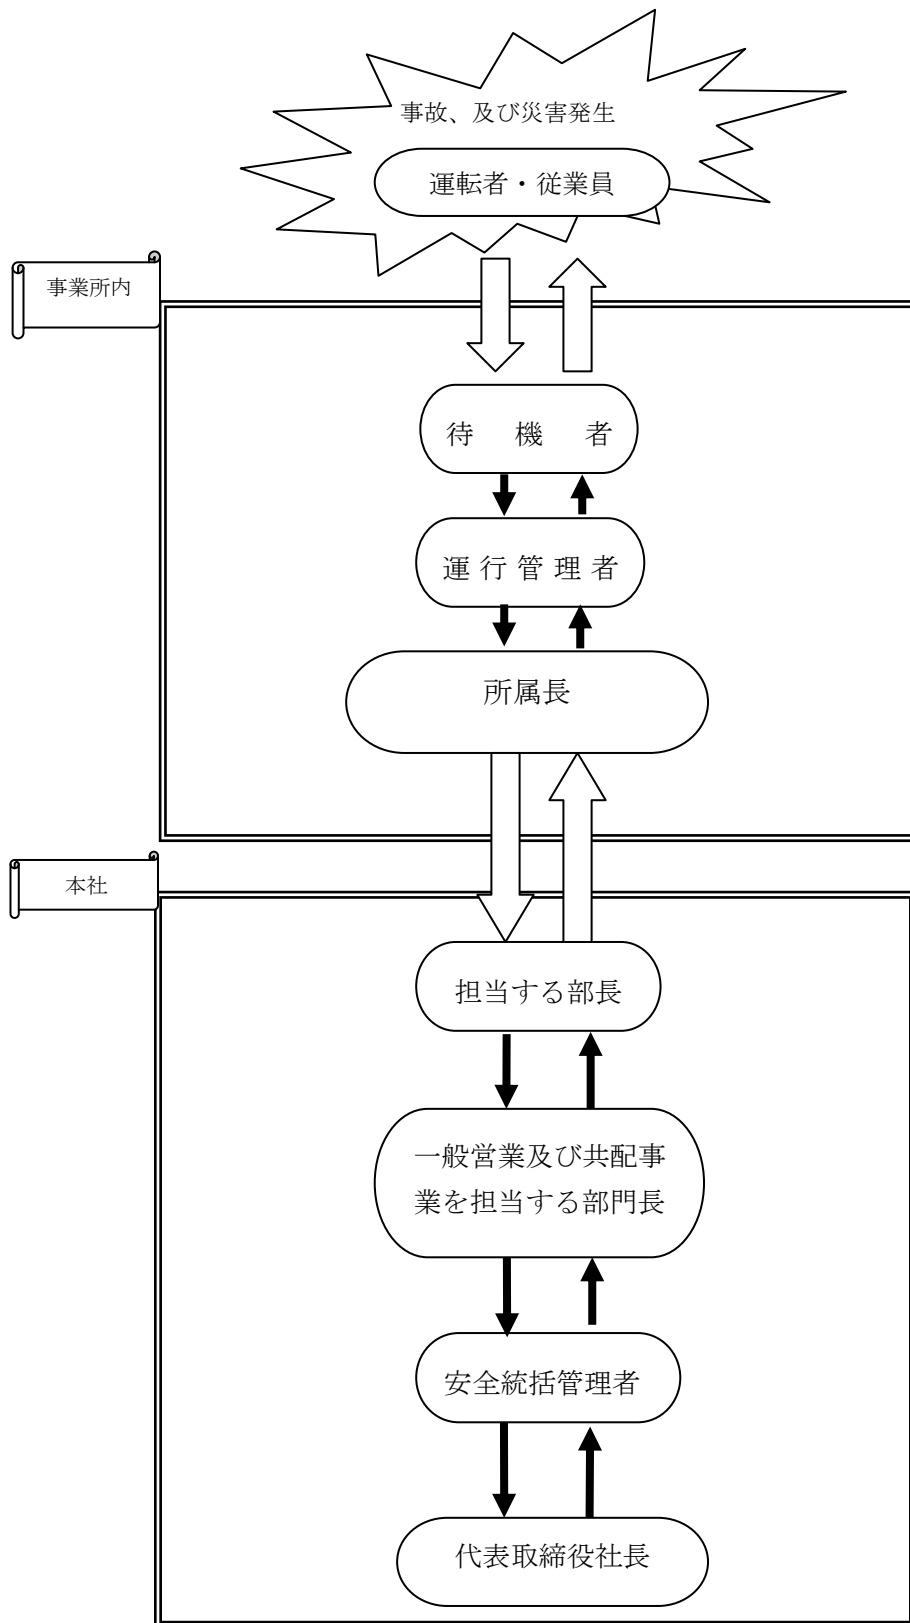 事故、及び災害発生
運転者・従業員
事業所内
待機者
運行管理者
所属長
本社
担当する部長
一般営業及び共配事
業を担当する部門長
安全統括管理者
代表取締役社長